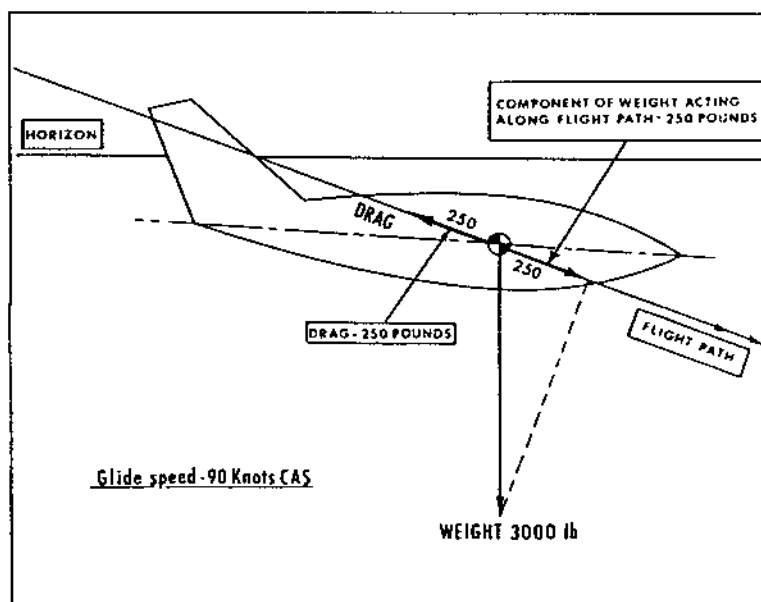 COMPONENT OF WEIGHT ACTING
ALONG FLIGHT PATH - 250 POUNDS
HORIZON
DRAG
250
250
DRAG - 250 POUNDS
FLIGHT PATH
Glide speed - 90 Knots CAS
WEIGHT 3000 lb